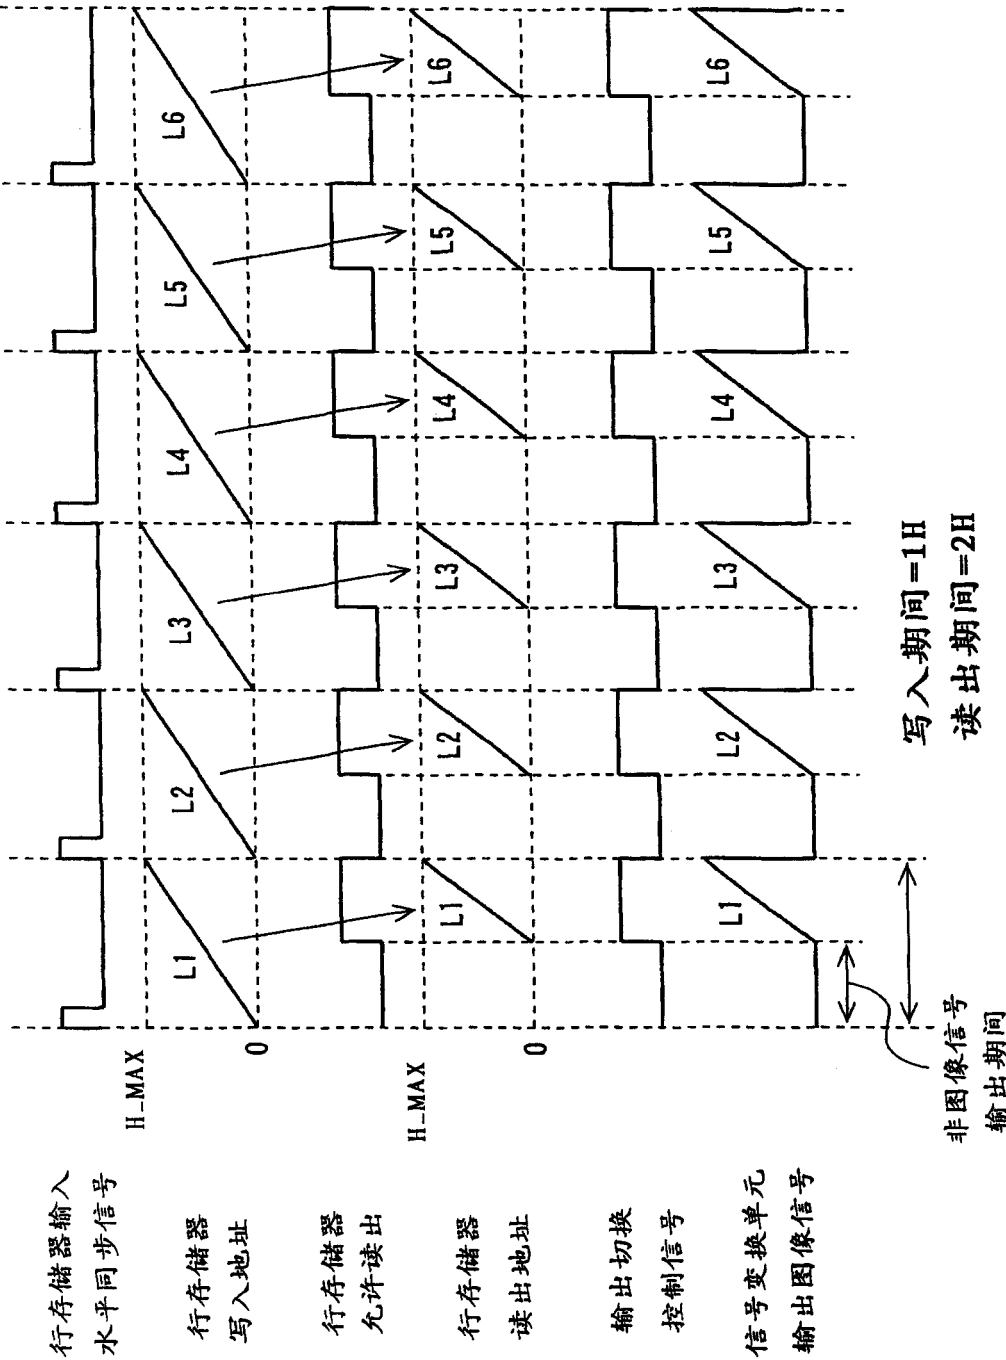 行存储器输入
水平同步信号
H_MAX
行存储器
写入地址
0
L1
L2
L3
L4
L5
L6
行存储器
允许读出
H_MAX
行存储器
读出地址
0
L1
L2
L3
L4
L5
L6
输出切换
控制信号
信号变换单元
输出图像信号
L1
L2
L3
L4
L5
L6
非图像信号
输出期间
写入期间=1H
读出期间=2H